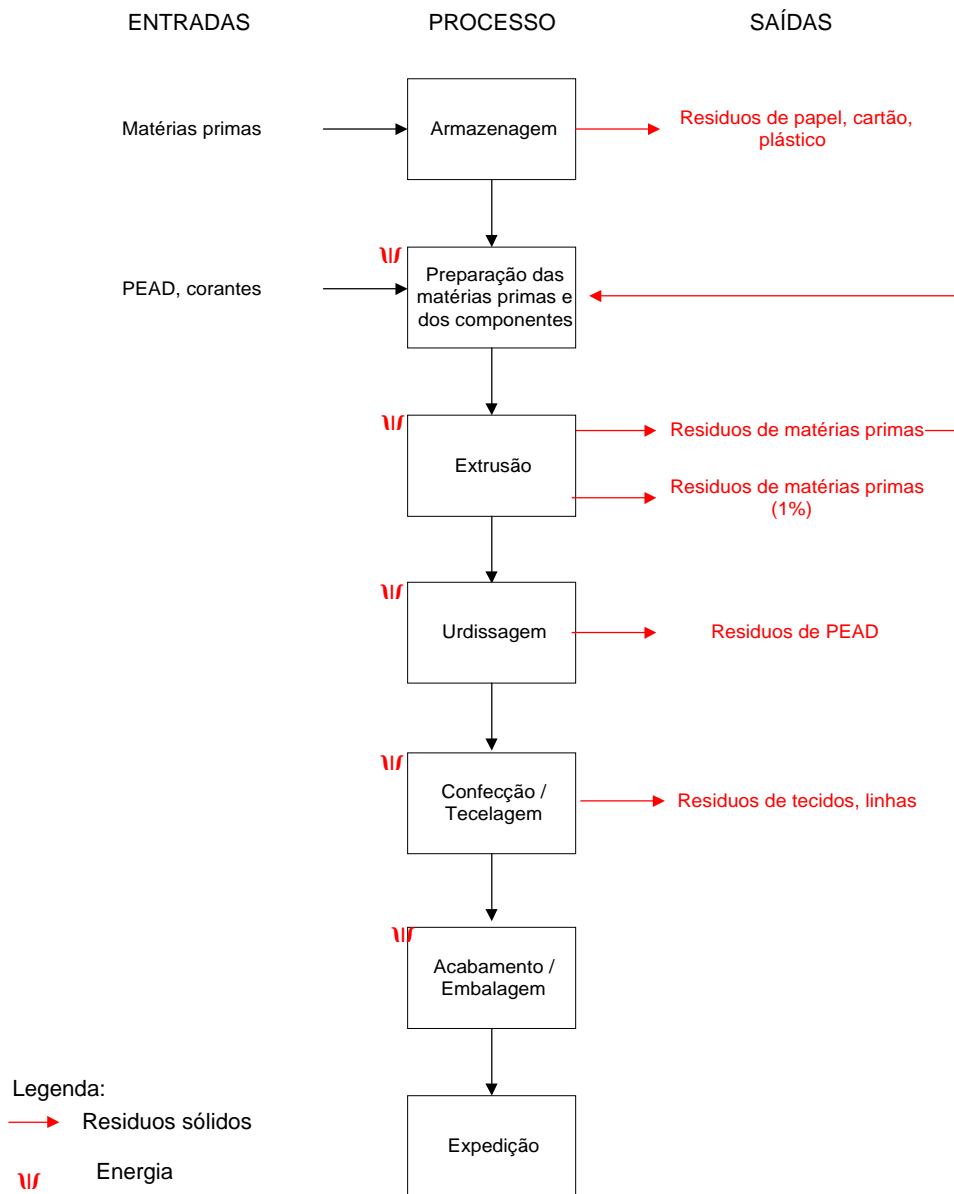 ENTRADAS
PROCESSO
SAÍDAS
Matérias primas
Armazenagem
Residuos de papel, cartão,
plástico
PEAD, corantes
Preparação das
matérias primas e
dos componentes
Extrusão
Residuos de matérias primas
Residuos de matérias primas
(1%)
Urdissagem
Residuos de PEAD
Confecção /
Tecelagem
Residuos de tecidos, linhas
Acabamento /
Embalagem
Expedição
Legenda:
Residuos sólidos
Energia